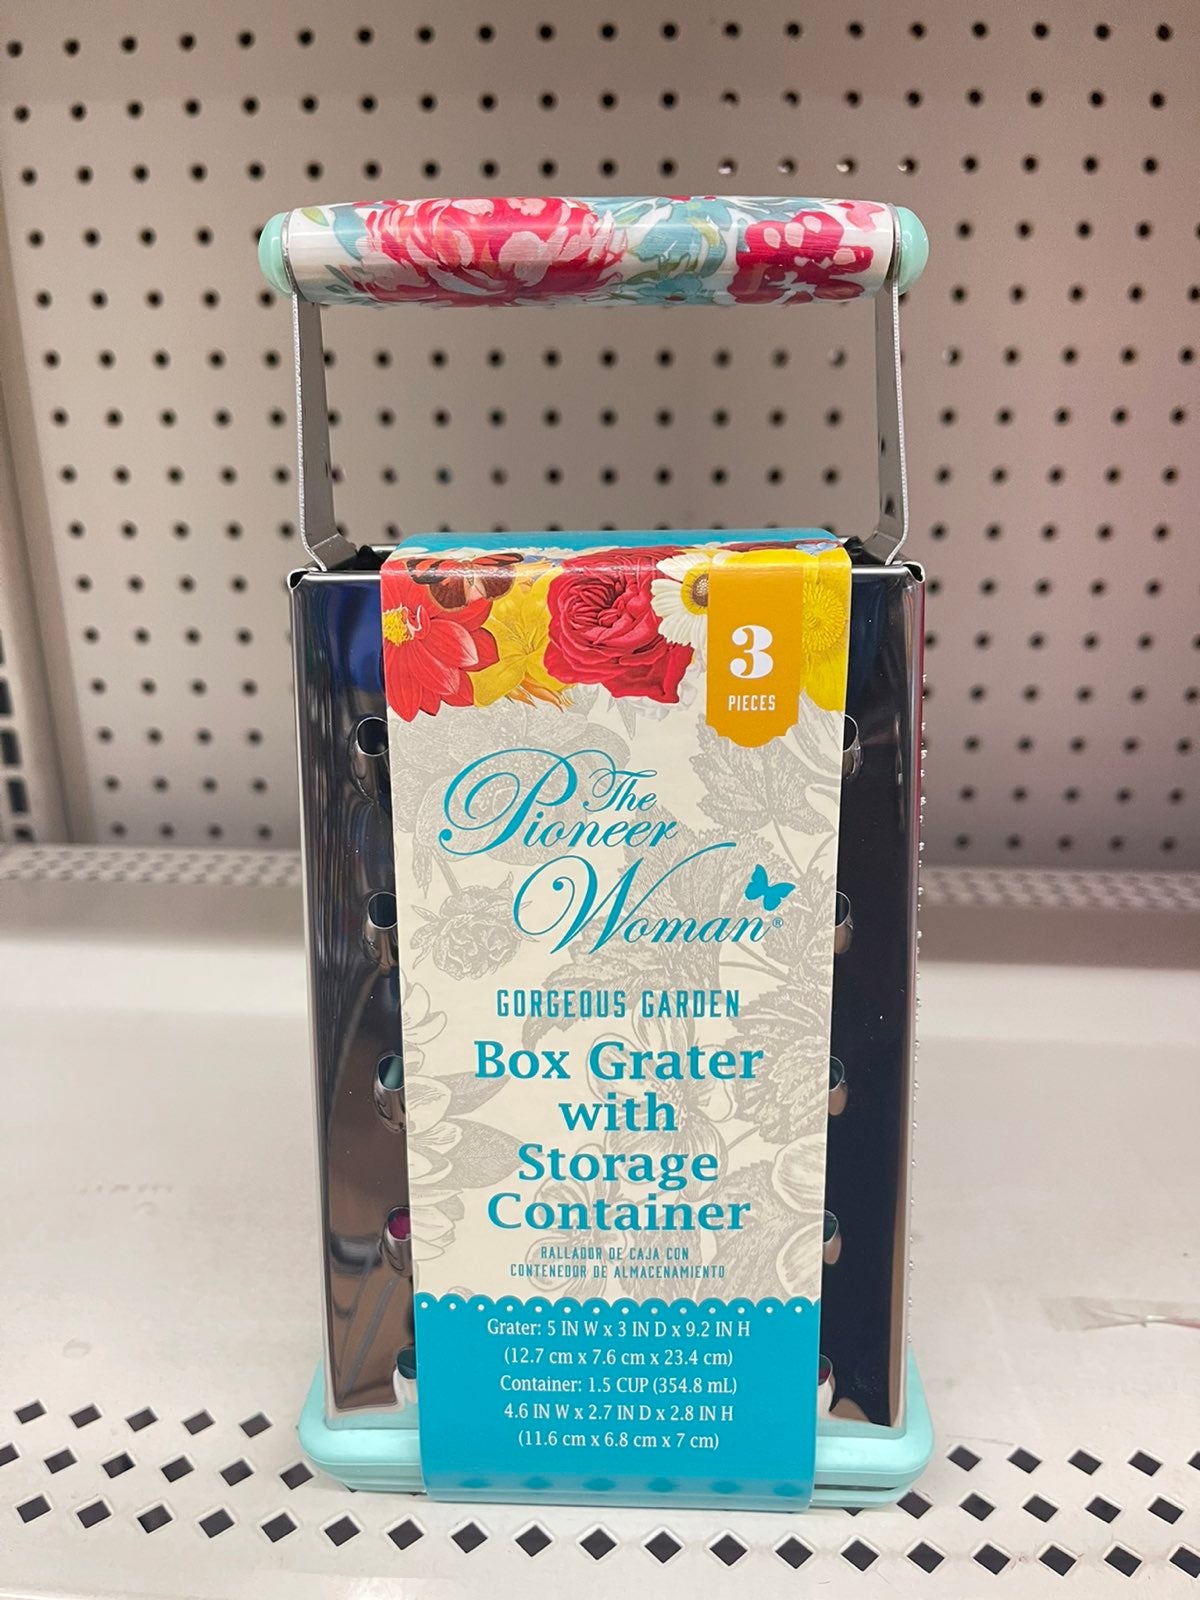 3
PIECES
The
Pioneer
Woman®
GORGEOUS GARDEN
Box Grater
with
Storage
Container
RALLADOR DE CAJA CON
CONTENEDOR DE ALMACENAMIENTO
Grater: 5 IN W x 3 IN D x 9.2 IN H
(12.7 cm x 7.6 cm x 23.4 cm)
Container: 1.5 CUP (354.8 mL)
4.6 IN W x 2.7 IN D x 2.8 IN H
(11.6 cm x 6.8 cm x 7 cm)